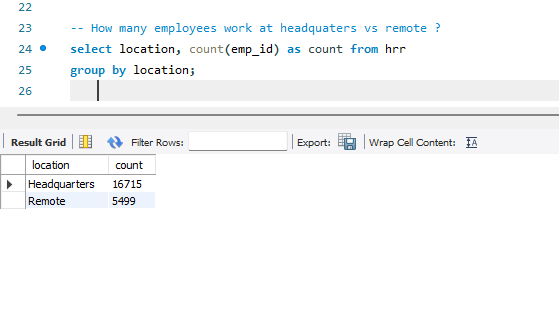 22
23 -- How many employees work at headquaters vs remote ?
24 select location, count(emp_id) as count from hrr
25 group by location;
26
Result Grid Filter Rows: Export: Wrap Cell Content: IA
location count
Headquarters 16715
Remote 5499